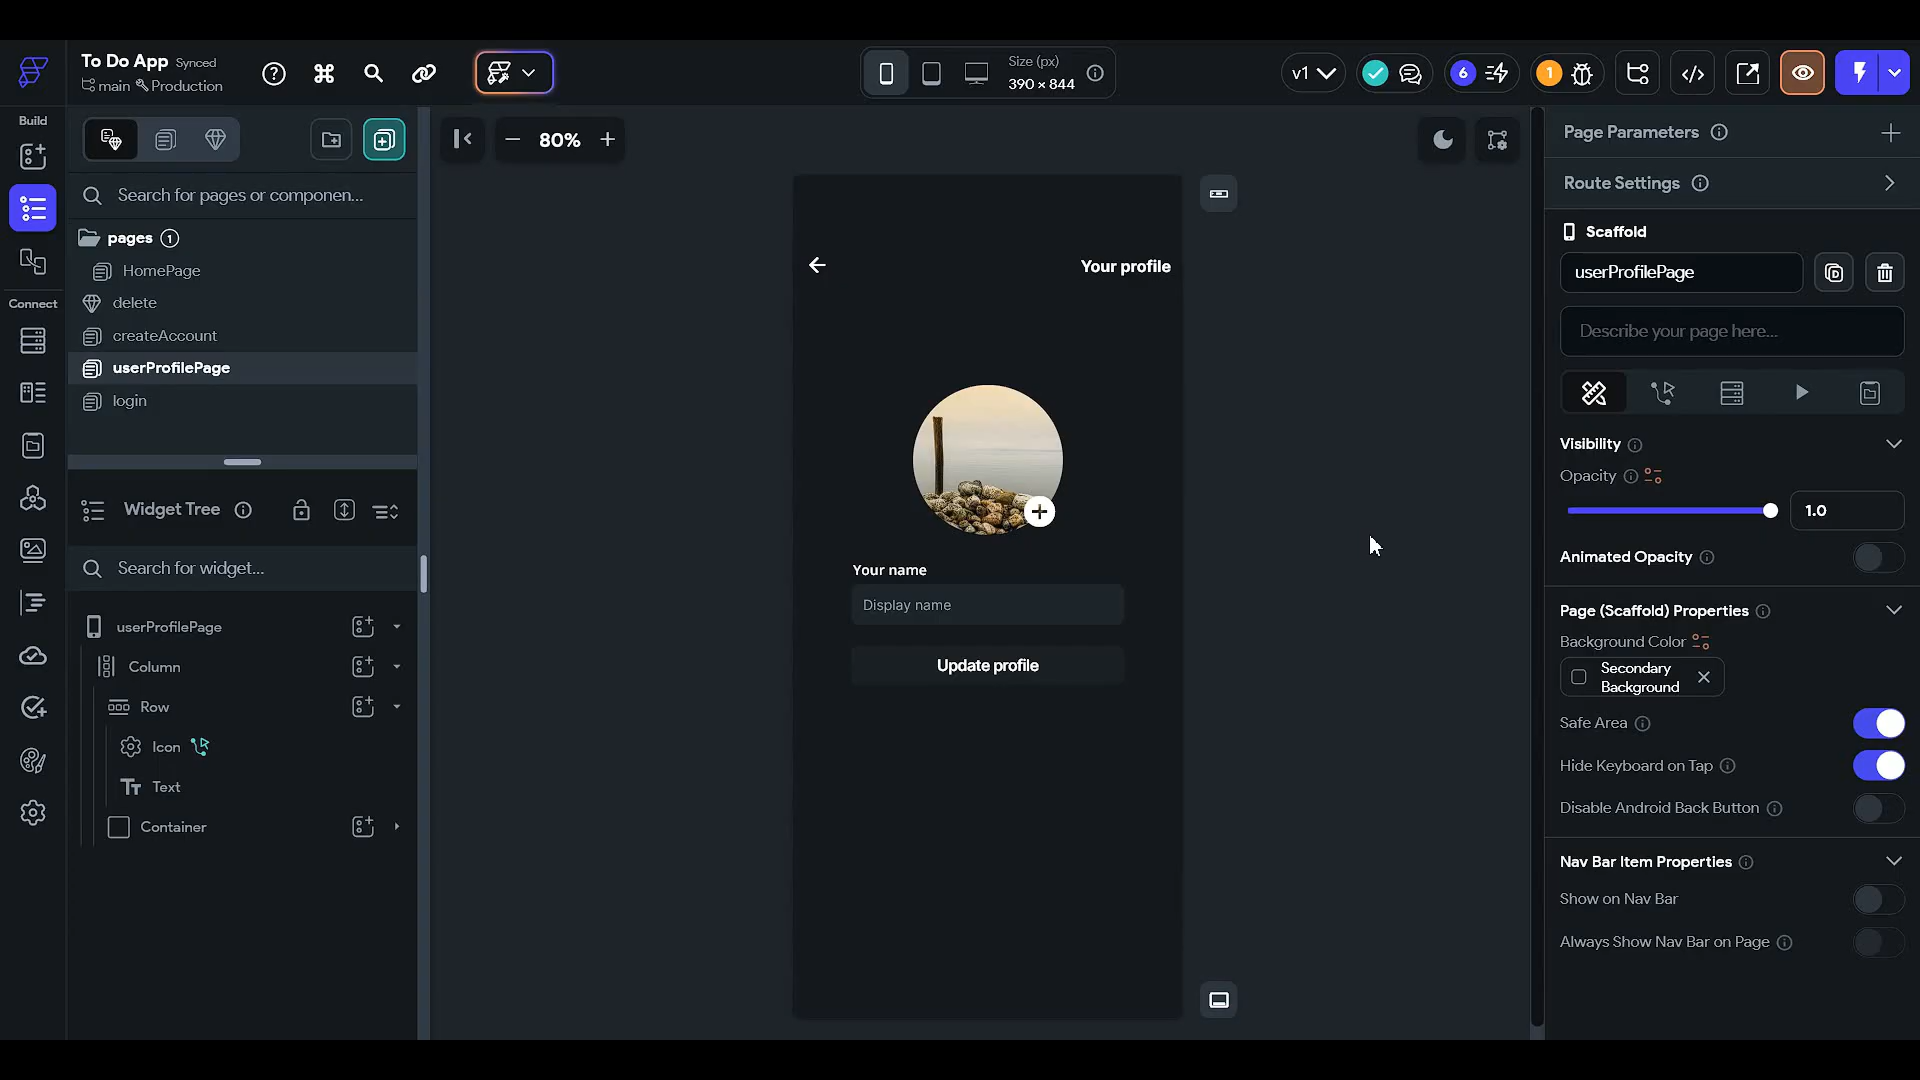 To Do App Synced
main Production
Size (px)
390 × 844
v1
6
1
Build
Connect
Search for pages or componen...
pages 1
HomePage
delete
createAccount
userProfilePage
login
Widget Tree
Search for widget...
userProfilePage
Column
Row
Icon
Tт Text
Container
80%
Your profile
Your name
Display name
Update profile
Page Parameters
Route Settings
Scaffold
userProfilePage
Describe your page here...
Visibility
Opacity
1.0
Animated Opacity
Page (Scaffold) Properties
Background Color
Secondary
Background
Safe Area
Hide Keyboard on Tap
Disable Android Back Button
Nav Bar Item Properties
Show on Nav Bar
Always Show Nav Bar on Page